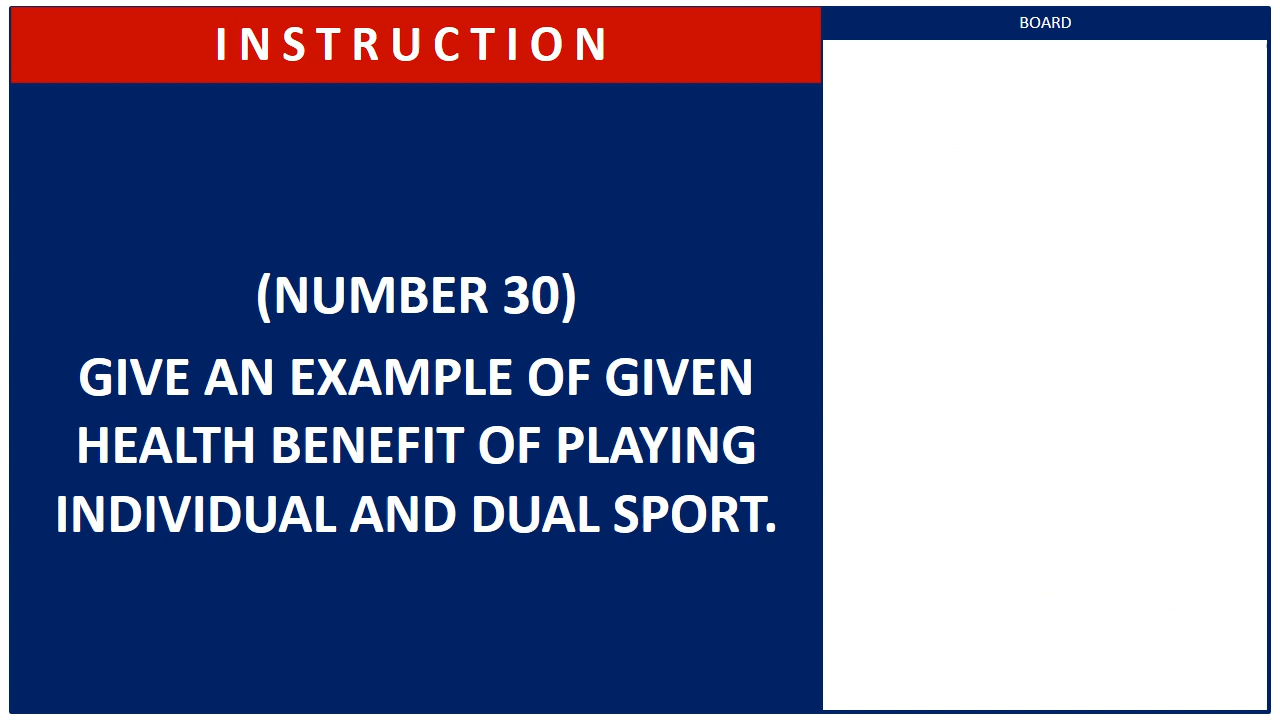 INSTRUCTION
BOARD
(NUMBER 30)
GIVE AN EXAMPLE OF GIVEN
HEALTH BENEFIT OF PLAYING
INDIVIDUAL AND DUAL SPORT.